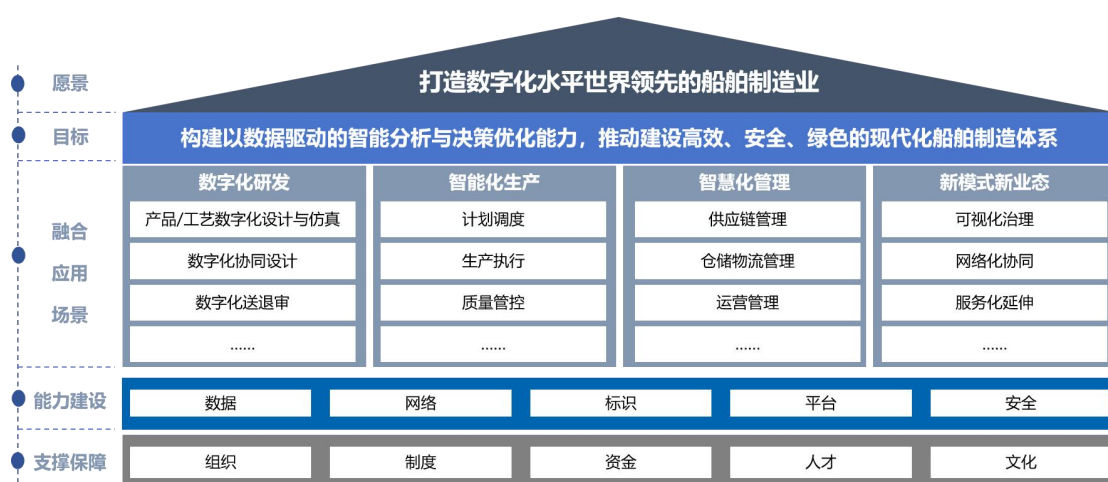 愿景
打造数字化水平世界领先的船舶制造业
目标
构建以数据驱动的智能分析与决策优化能力，推动建设高效、安全、绿色的现代化船舶制造体系
融合
应用
场景
数字化研发
产品/工艺数字化设计与仿真
数字化协同设计
数字化送退审
......
智能化生产
计划调度
生产执行
质量管控
......
智慧化管理
供应链管理
仓储物流管理
运营管理
......
新模式新业态
可视化治理
网络化协同
服务化延伸
......
能力建设
数据
网络
标识
平台
安全
支撑保障
组织
制度
资金
人才
文化